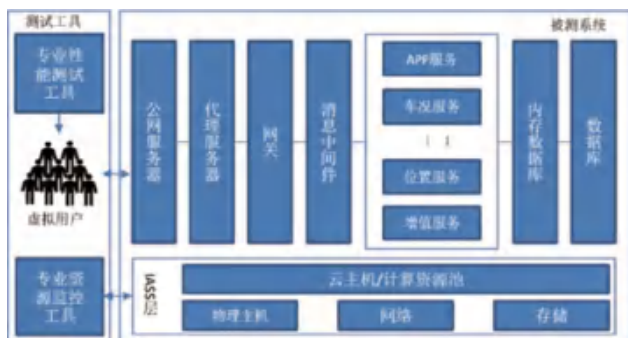 测试工具
被测系统
专业性
能测试
工具
虚拟用户
专业资
源监控
工具
公网服务器
代理服务器
网关
消息中间件
APP服务
车况服务
位置服务
增值服务
内存数据库
数据库
IASS层
云主机/计算资源池
物理主机
网络
存储